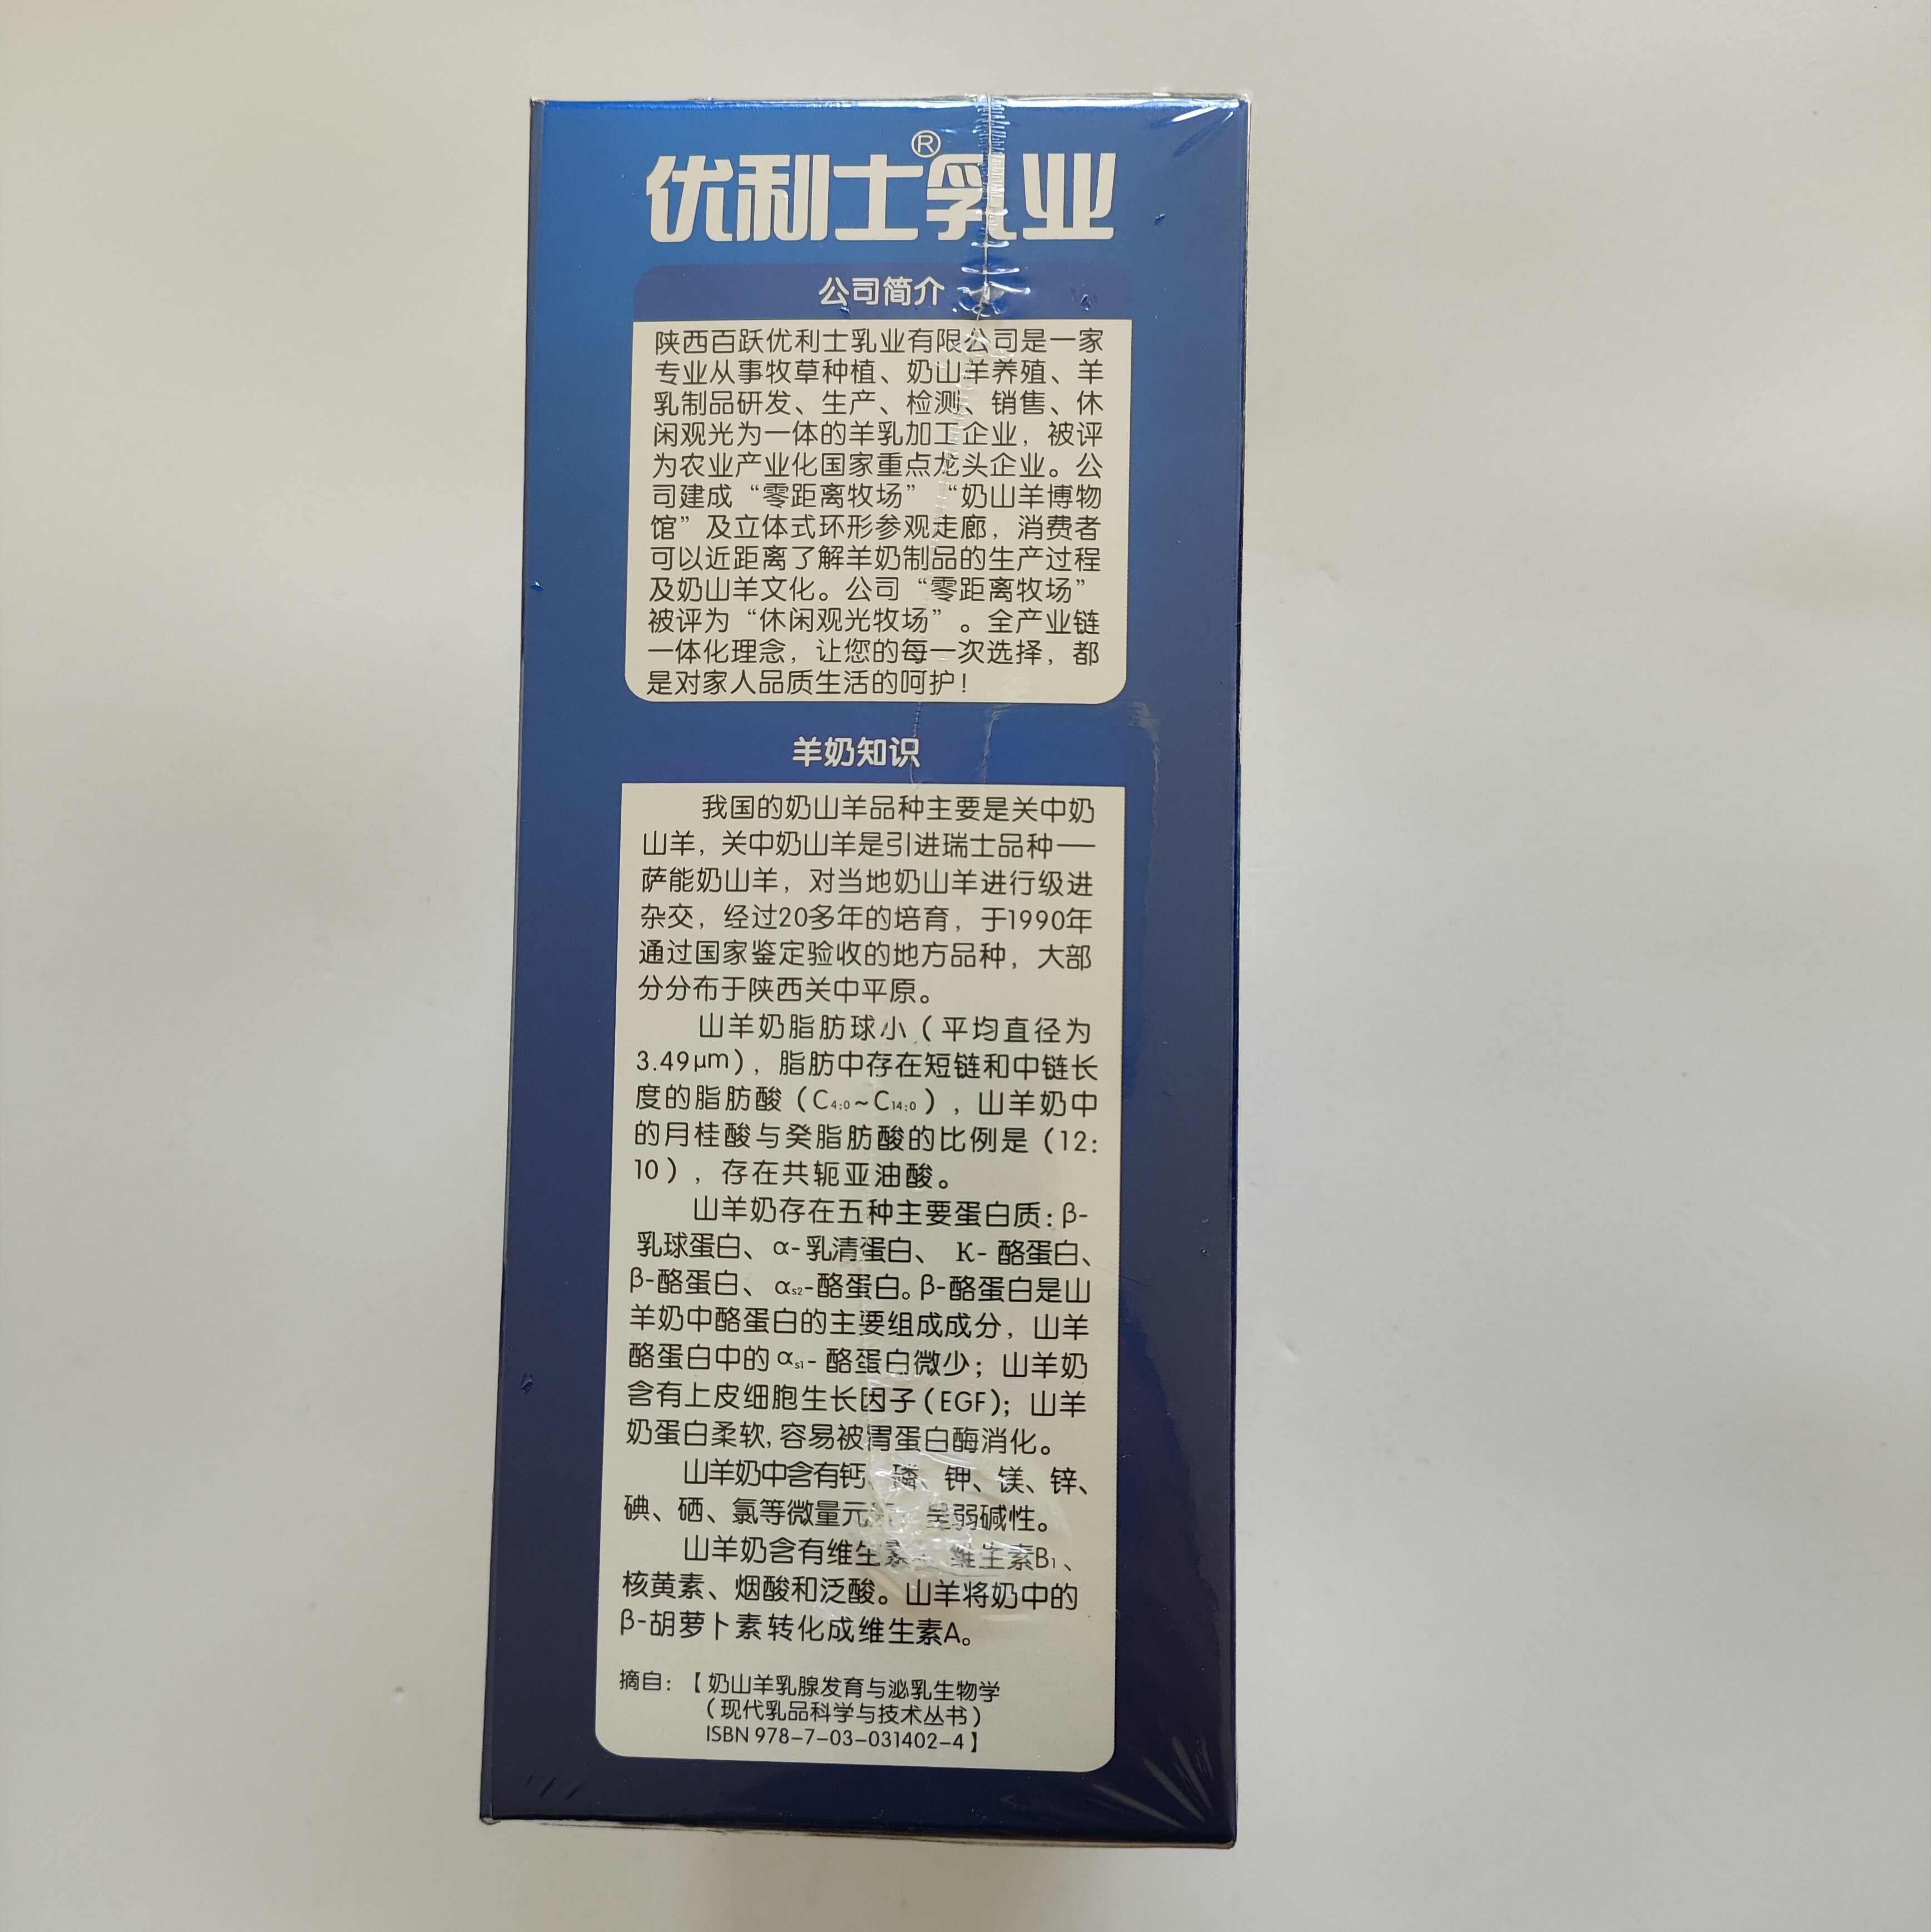 优利士®乳业
公司简介
陕西百跃优利士乳业有限公司是一家
专业从事牧草种植、奶山羊养殖、羊
乳制品研发、生产、检测、销售、休
闲观光为一体的羊乳加工企业，被评
为农业产业化国家重点龙头企业。公
司建成“零距离牧场”“奶山羊博物
馆”及立体式环形参观走廊，消费者
可以近距离了解羊奶制品的生产过程
及奶山羊文化。公司“零距离牧场”
被评为“休闲观光牧场”。全产业链
一体化理念，让您的每一次选择，都
是对家人品质生活的呵护！
羊奶知识
我国的奶山羊品种主要是关中奶
山羊，关中奶山羊是引进瑞士品种——
萨能奶山羊，对当地奶山羊进行级进
杂交，经过20多年的培育，于1990年
通过国家鉴定验收的地方品种，大部
分分布于陕西关中平原。
山羊奶脂肪球小（平均直径为
3.49μm），脂肪中存在短链和中链长
度的脂肪酸（C4:0~C14:0），山羊奶中
的月桂酸与癸脂肪酸的比例是（12:
10），存在共轭亚油酸。
山羊奶存在五种主要蛋白质：β-
乳球蛋白、α-乳清蛋白、K-酪蛋白、
β-酪蛋白、αs2-酪蛋白。β-酪蛋白是山
羊奶中酪蛋白的主要组成成分，山羊
酪蛋白中的αs1-酪蛋白微少；山羊奶
含有上皮细胞生长因子（EGF）；山羊
奶蛋白柔软,容易被胃蛋白酶消化。
山羊奶中含有钙、磷、钾、镁、锌、
碘、硒、氯等微量元 呈弱碱性。
山羊奶含有维生素 维生素B1、
核黄素、烟酸和泛酸。山羊将奶中的
β-胡萝卜素转化成维生素A。
摘自：【奶山羊乳腺发育与泌乳生物学
（现代乳品科学与技术丛书）
ISBN 978-7-03-031402-4】